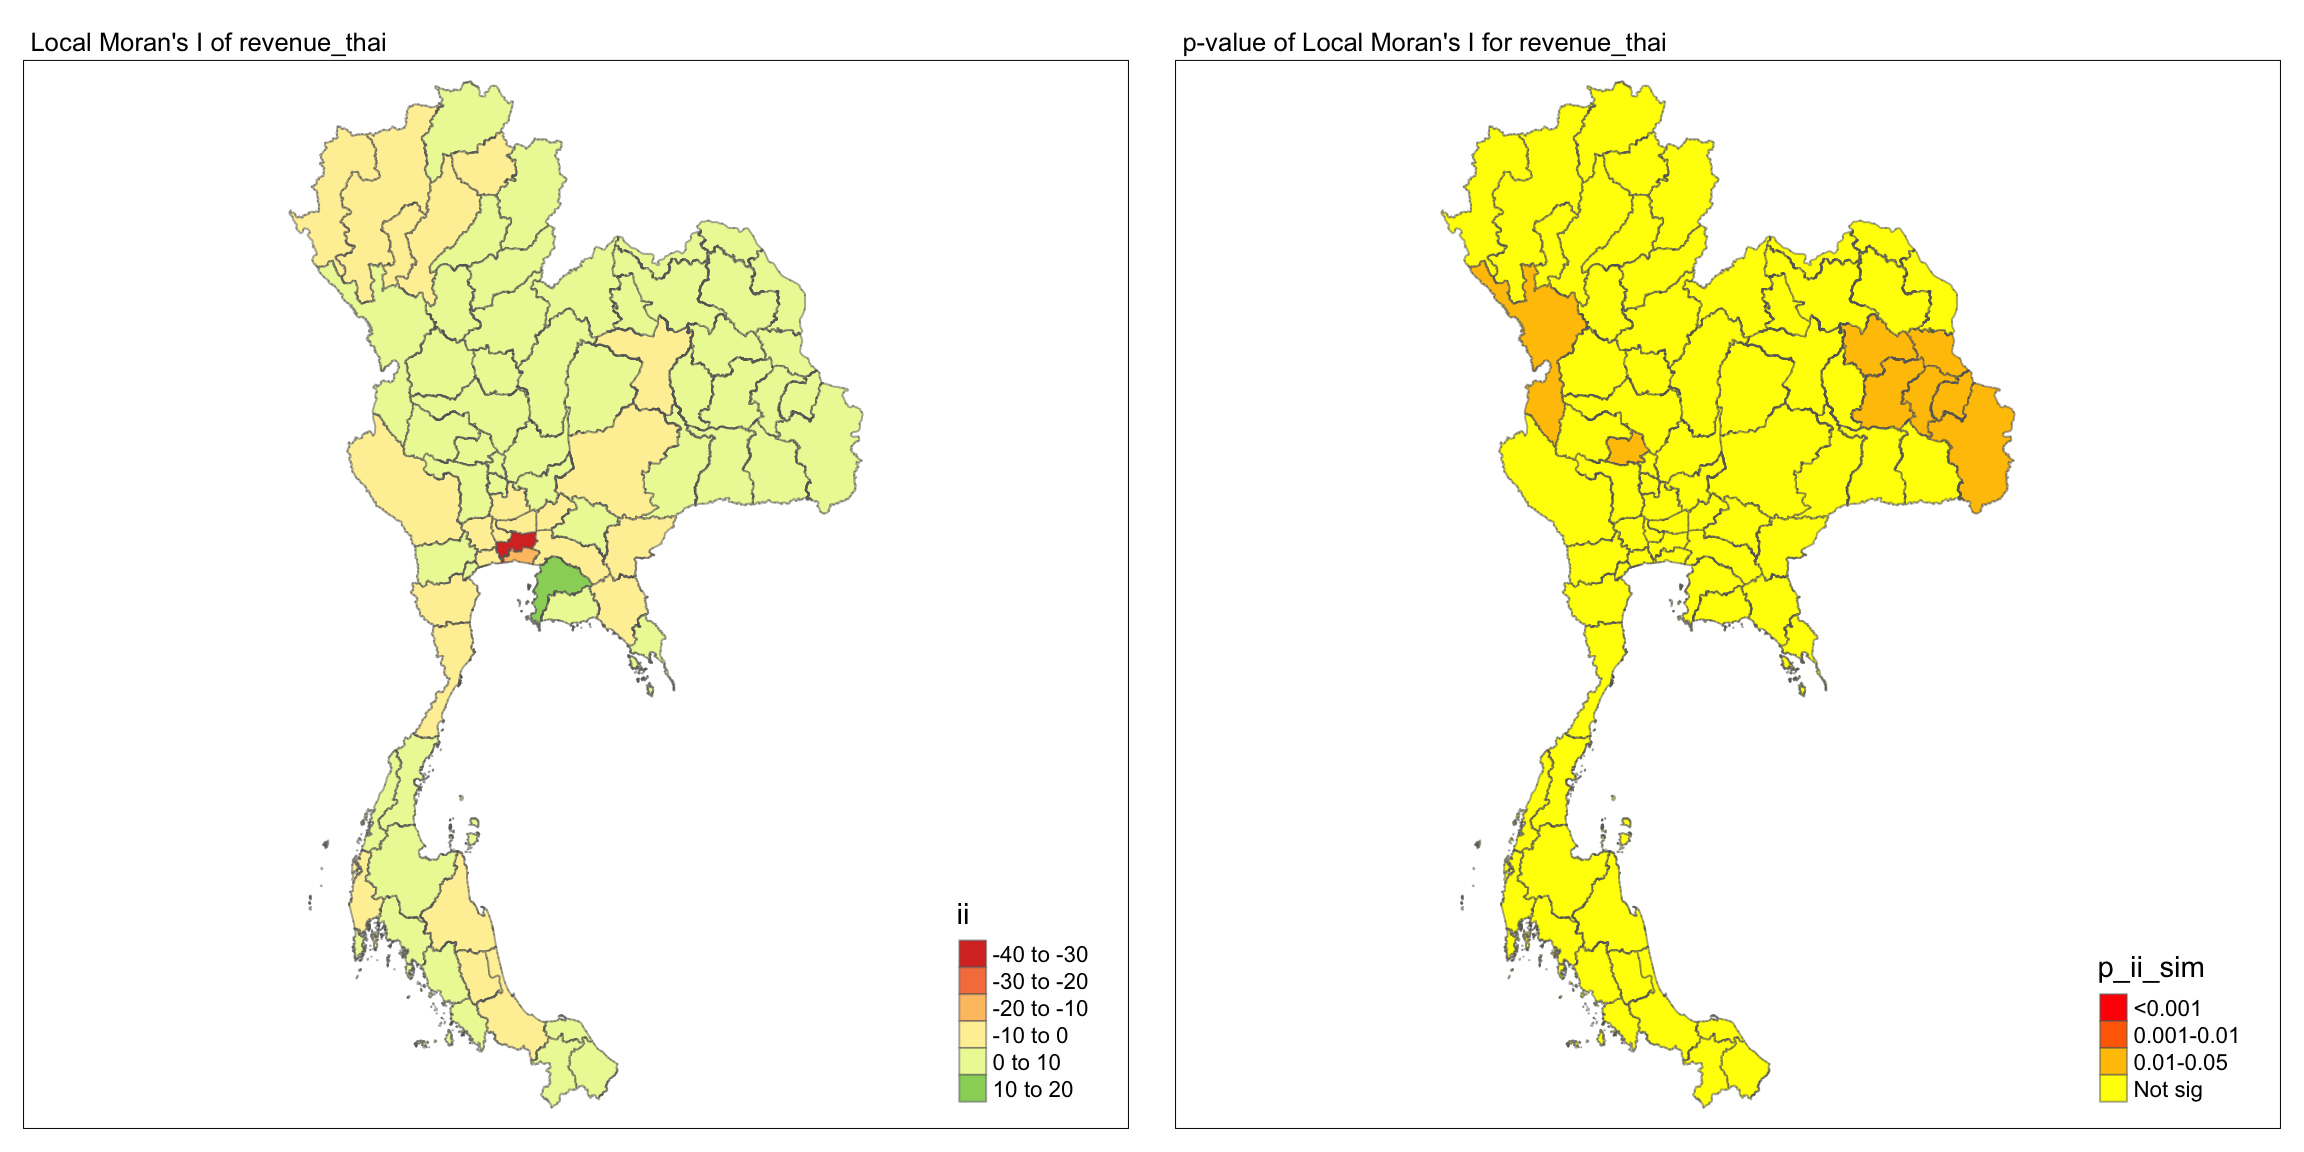 Local Moran's I of revenue_thai
ii
-40 to -30
-30 to -20
-20 to -10
-10 to 0
0 to 10
10 to 20
p-value of Local Moran's I for revenue_thai
p_ii_sim
<0.001
0.001-0.01
0.01-0.05
Not sig